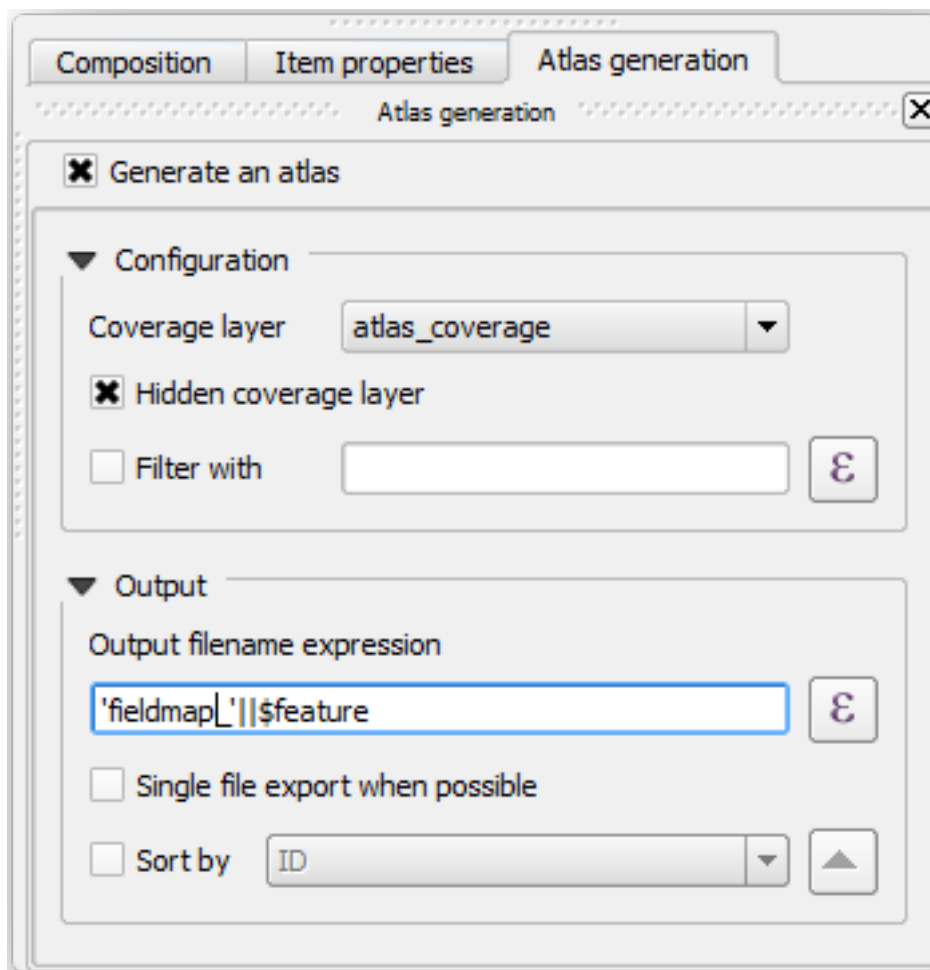 Composition Item properties Atlas generation
Atlas generation
Generate an atlas
Configuration
Coverage layer atlas_coverage
Hidden coverage layer
Filter with ε
Output
Output filename expression
'fieldmap_'||$feature ε
Single file export when possible
Sort by ID